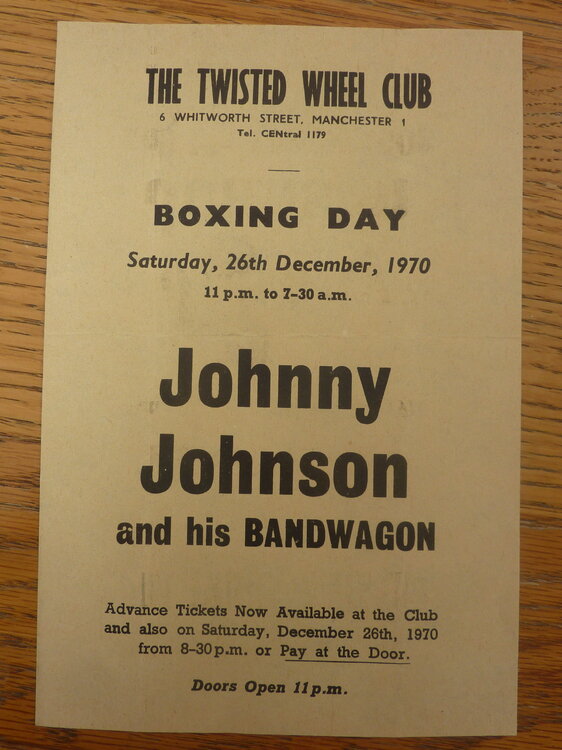 THE TWISTED WHEEL CLUB
6 WHITWORTH STREET, MANCHESTER 1
Tel. CENtral 1179
BOXING DAY
Saturday, 26th December, 1970
11 p.m. to 7-30 a.m.
Johnny
Johnson
and his BANDWAGON
Advance Tickets Now Available at the Club
and also on Saturday, December 26th, 1970
from 8-30 p.m. or Pay at the Door.
Doors Open 11 p.m.